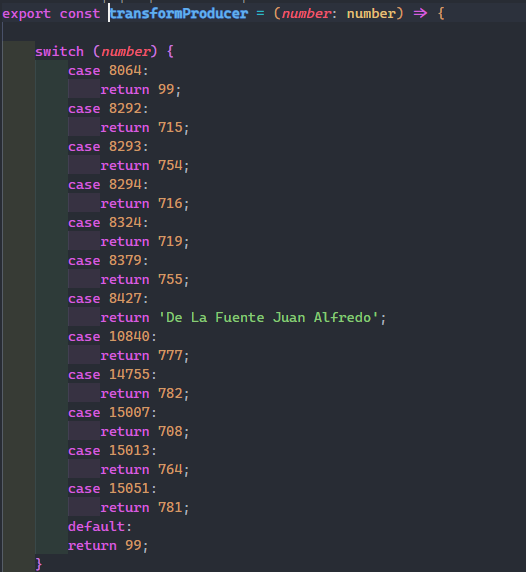 export const transformProducer = (number: number) => {
switch (number) {
case 8064:
return 99;
case 8292:
return 715;
case 8293:
return 754;
case 8294:
return 716;
case 8324:
return 719;
case 8379:
return 755;
case 8427:
return 'De La Fuente Juan Alfredo';
case 10840:
return 777;
case 14755:
return 782;
case 15007:
return 708;
case 15013:
return 764;
case 15051:
return 781;
default:
return 99;
}